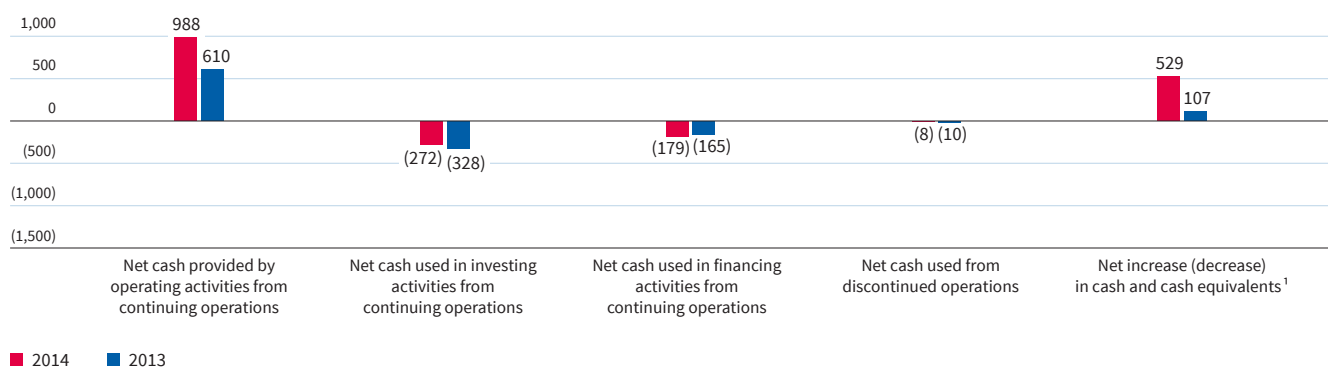 1,000
500
0
(500)
(1,000)
(1,500)
988
610
(272)
(328)
(179)
(165)
(8)
(10)
529
107
Net cash provided by
operating activities from
continuing operations
Net cash used in investing
activities from
continuing operations
Net cash used in financing
activities from
continuing operations
Net cash used from
discontinued operations
Net increase (decrease)
in cash and cash equivalents¹
2014
2013